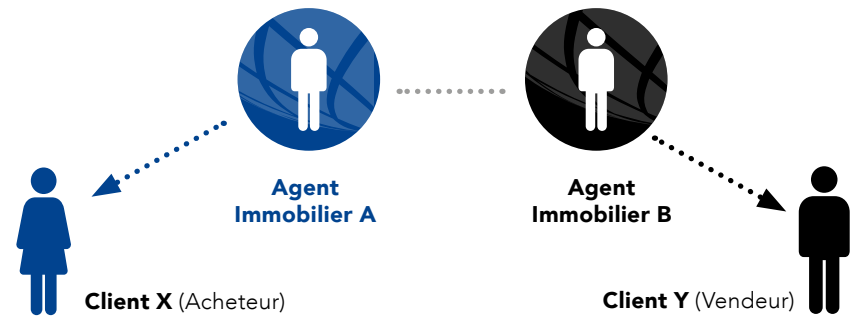 Agent
Immobilier A
Agent
Immobilier B
Client X (Acheteur)
Client Y (Vendeur)